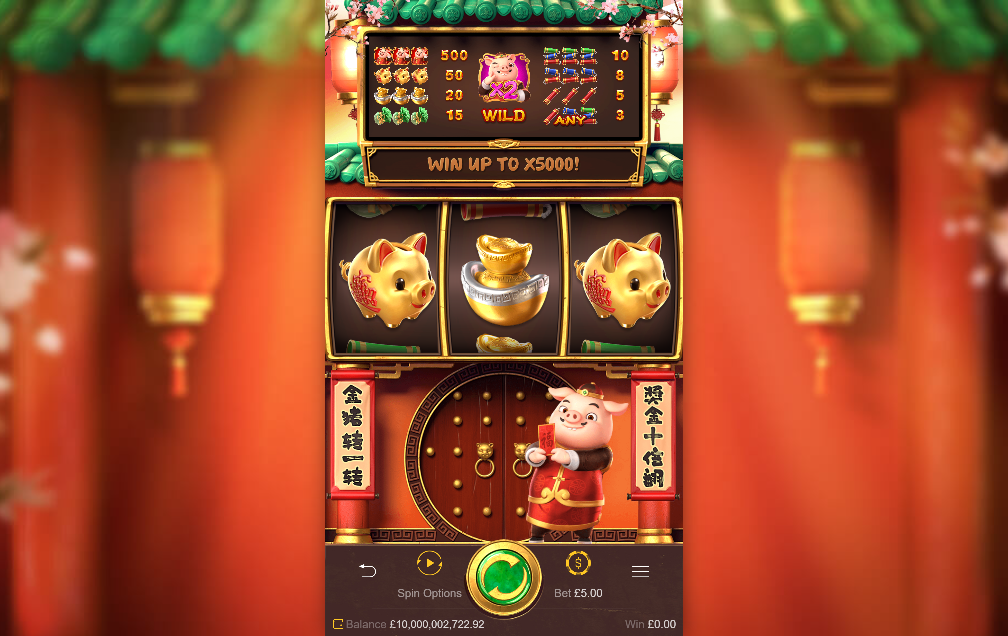 500
50
20
15
X2
WILD
10
8
5
ANY 3
WIN UP TO X5000!
金猪转一转
奖金十倍翻
福
Spin Options
Bet £5.00
Balance £10,000,002,722.92
Win £0.00